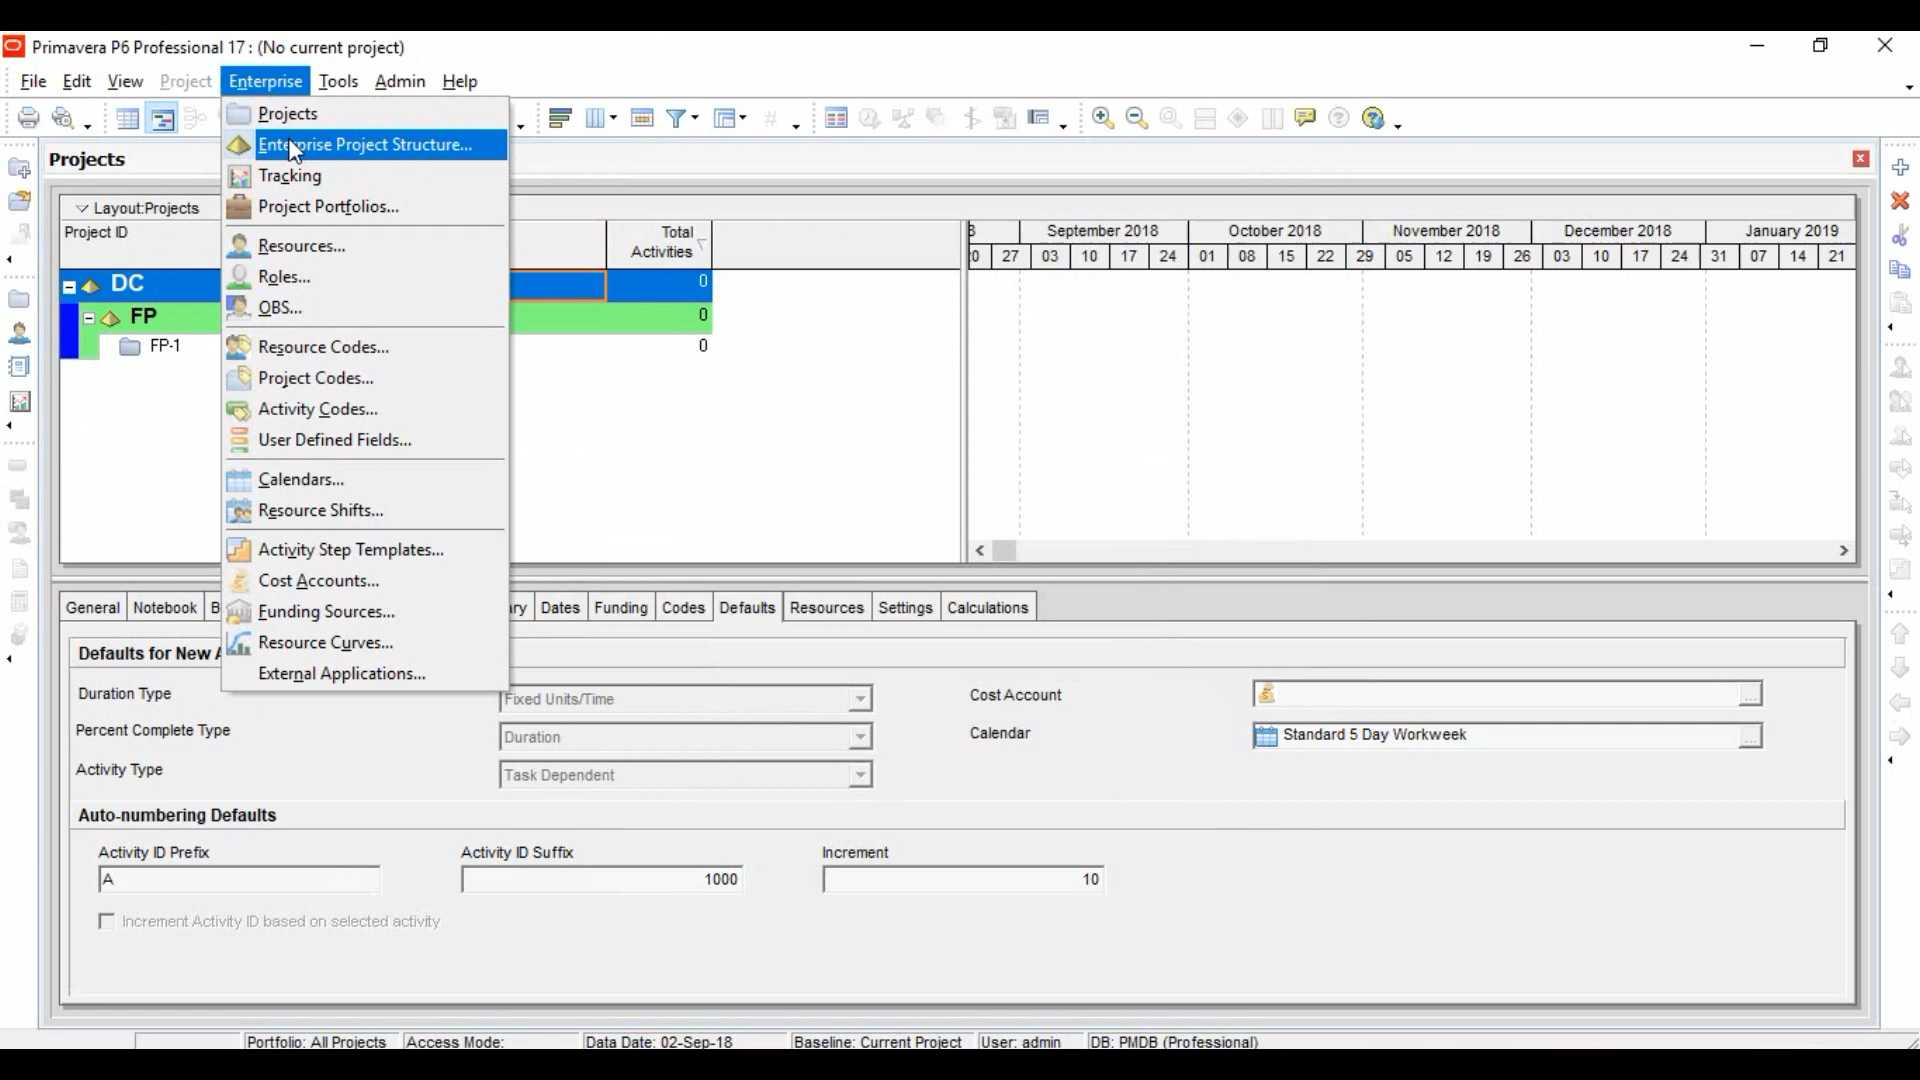 Primavera P6 Professional 17 : (No current project)
File Edit View Project Enterprise Tools Admin Help
Projects
Enterprise Project Structure...
Tracking
Project Portfolios...
Resources...
Roles...
OBS...
Resource Codes...
Project Codes...
Activity Codes...
User Defined Fields...
Calendars...
Resource Shifts...
Activity Step Templates...
Cost Accounts...
Funding Sources...
Resource Curves...
External Applications...
Projects
Layout:Projects
Project ID Total Activities
DC 0
FP 0
FP-1 0
September 2018 October 2018 November 2018 December 2018 January 2019
27 03 10 17 24 01 08 15 22 29 05 12 19 26 03 10 17 24 31 07 14 21
General Notebook Dates Funding Codes Defaults Resources Settings Calculations
Defaults for New A
Duration Type Fixed Units/Time Cost Account
Percent Complete Type Duration Calendar Standard 5 Day Workweek
Activity Type Task Dependent
Auto-numbering Defaults
Activity ID Prefix Activity ID Suffix Increment
A 1000 10
Increment Activity ID based on selected activity
Portfolio: All Projects Access Mode: Data Date: 02-Sep-18 Baseline: Current Project User: admin DB: PMDB (Professional)